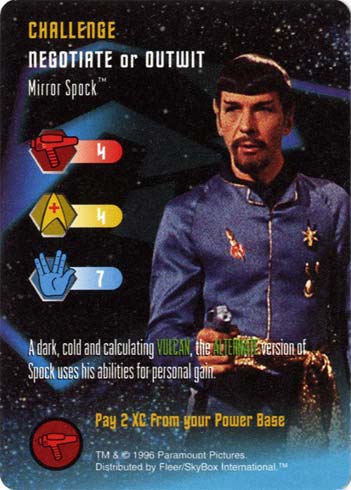 CHALLENGE
NEGOTIATE or OUTWIT
Mirror Spock™
4
4
7
A dark, cold and calculating VULCAN, the ALTERNATE version of
Spock uses his abilities for personal gain.
Pay 2 XC from your Power Base
TM & © 1996 Paramount Pictures.
Distributed by Fleer/SkyBox International.™